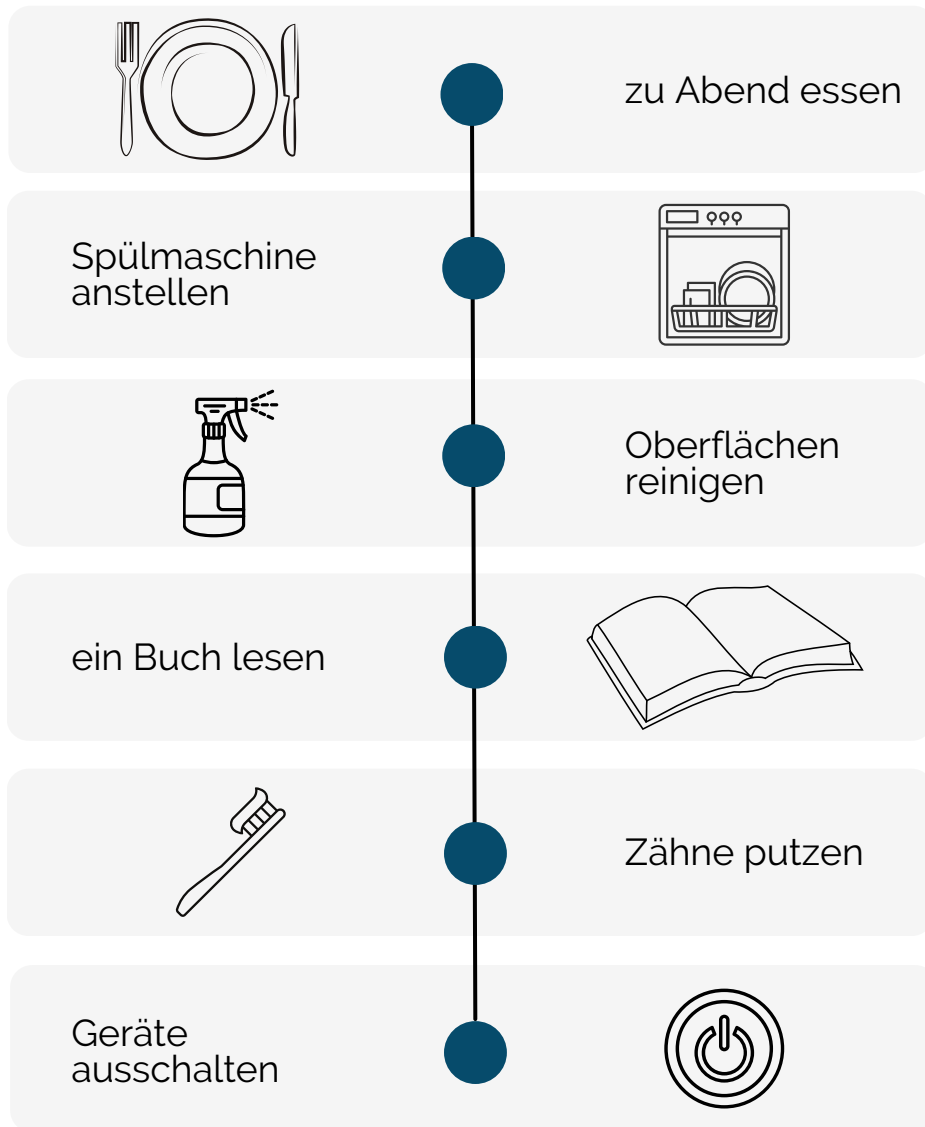 zu Abend essen
Spülmaschine
anstellen
Oberflächen
reinigen
ein Buch lesen
Zähne putzen
Geräte
ausschalten